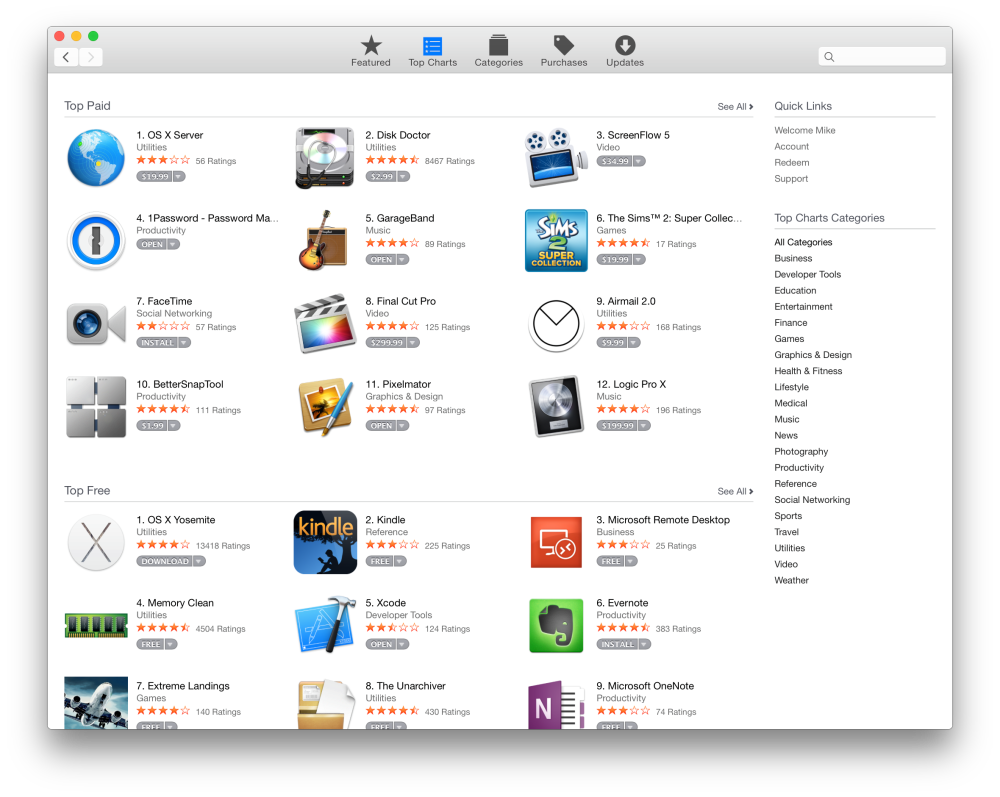 Featured
Top Charts
Categories
Purchases
Updates
Top Paid
See All
1. OS X Server
Utilities
56 Ratings
$19.99
2. Disk Doctor
Utilities
8467 Ratings
$2.99
3. ScreenFlow 5
Video
$34.99
4. 1Password - Password Ma...
Productivity
OPEN
5. GarageBand
Music
89 Ratings
OPEN
The Sims 2
SUPER
COLLECTION
6. The Sims™ 2: Super Collec...
Games
17 Ratings
$19.99
7. FaceTime
Social Networking
57 Ratings
INSTALL
8. Final Cut Pro
Video
125 Ratings
$299.99
9. Airmail 2.0
Utilities
168 Ratings
$9.99
10. BetterSnapTool
Productivity
111 Ratings
$1.99
11. Pixelmator
Graphics & Design
97 Ratings
OPEN
12. Logic Pro X
Music
196 Ratings
$199.99
Top Free
See All
1. OS X Yosemite
Utilities
13418 Ratings
DOWNLOAD
kindle
2. Kindle
Reference
225 Ratings
FREE
3. Microsoft Remote Desktop
Business
25 Ratings
FREE
4. Memory Clean
Utilities
4504 Ratings
FREE
5. Xcode
Developer Tools
124 Ratings
OPEN
6. Evernote
Productivity
383 Ratings
INSTALL
7. Extreme Landings
Games
140 Ratings
FREE
8. The Unarchiver
Utilities
430 Ratings
FREE
N
9. Microsoft OneNote
Productivity
74 Ratings
FREE
Quick Links
Welcome Mike
Account
Redeem
Support
Top Charts Categories
All Categories
Business
Developer Tools
Education
Entertainment
Finance
Games
Graphics & Design
Health & Fitness
Lifestyle
Medical
Music
News
Photography
Productivity
Reference
Social Networking
Sports
Travel
Utilities
Video
Weather